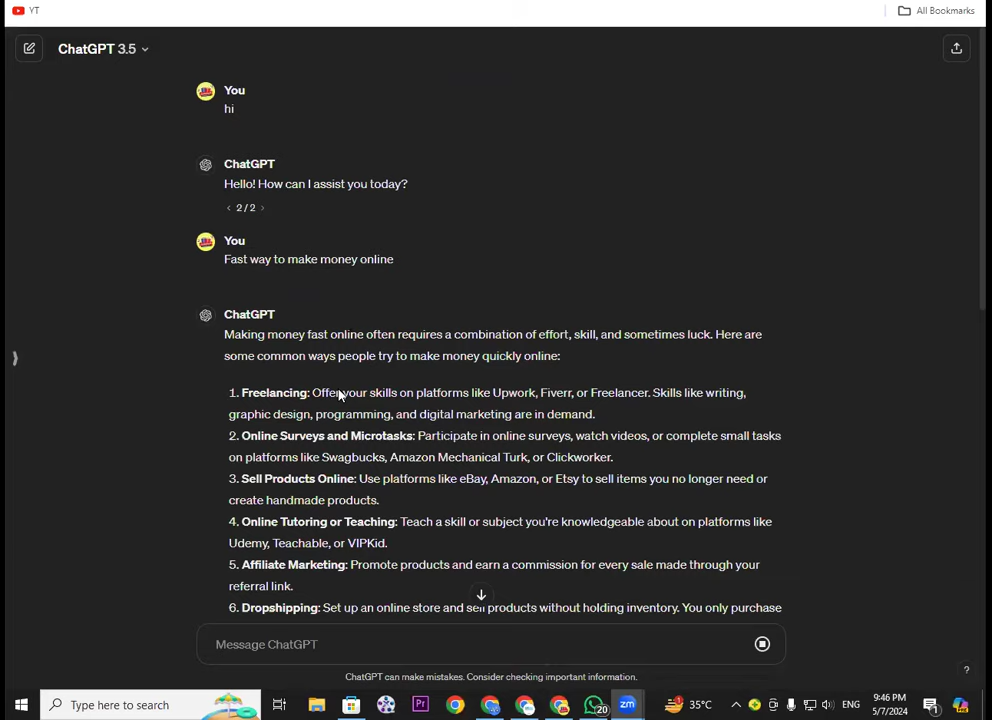 YT
All Bookmarks
ChatGPT 3.5
You
hi
ChatGPT
Hello! How can I assist you today?
2/2
You
Fast way to make money online
ChatGPT
Making money fast online often requires a combination of effort, skill, and sometimes luck. Here are
some common ways people try to make money quickly online:
1. Freelancing: Offer your skills on platforms like Upwork, Fiverr, or Freelancer. Skills like writing,
graphic design, programming, and digital marketing are in demand.
2. Online Surveys and Microtasks: Participate in online surveys, watch videos, or complete small tasks
on platforms like Swagbucks, Amazon Mechanical Turk, or Clickworker.
3. Sell Products Online: Use platforms like eBay, Amazon, or Etsy to sell items you no longer need or
create handmade products.
4. Online Tutoring or Teaching: Teach a skill or subject you're knowledgeable about on platforms like
Udemy, Teachable, or VIPKid.
5. Affiliate Marketing: Promote products and earn a commission for every sale made through your
referral link.
6. Dropshipping: Set up an online store and sell products without holding inventory. You only purchase
Message ChatGPT
ChatGPT can make mistakes. Consider checking important information.
?
Type here to search
Pr
20
zm
1
35°C
ENG
9:46 PM
5/7/2024
1